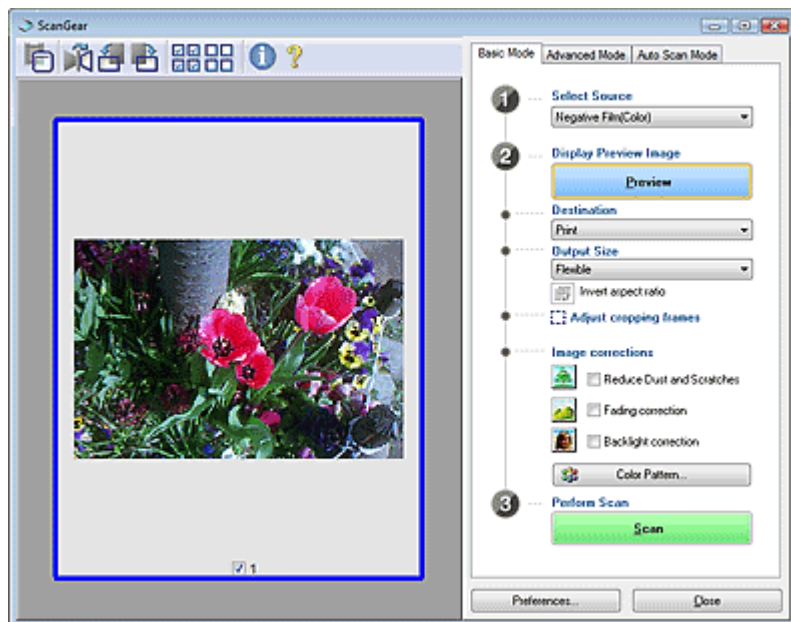 ScanGear
Basic Mode
Advanced Mode
Auto Scan Mode
1
Select Source
Negative Film(Color)
2
Display Preview Image
Preview
Destination
Print
Output Size
Flexible
Invert aspect ratio
Adjust cropping frames
Image corrections
Reduce Dust and Scratches
Fading correction
Backlight correction
Color Pattern...
3
Perform Scan
Scan
1
Preferences...
Close